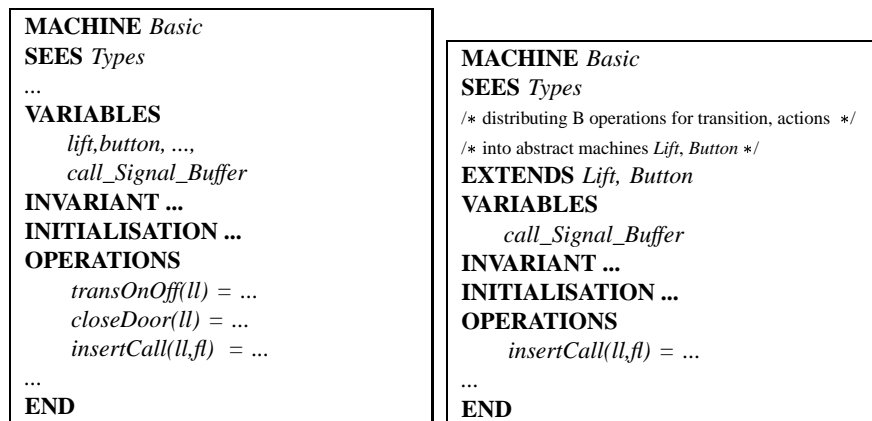 MACHINE Basic
SEES Types
...
VARIABLES
lift,button, ...,
call_Signal_Buffer
INVARIANT ...
INITIALISATION ...
OPERATIONS
transOnOff(ll) = ...
closeDoor(ll) = ...
insertCall(ll,fl) = ...
...
END
MACHINE Basic
SEES Types
/* distributing B operations for transition, actions */
/* into abstract machines Lift, Button */
EXTENDS Lift, Button
VARIABLES
call_Signal_Buffer
INVARIANT ...
INITIALISATION ...
OPERATIONS
insertCall(ll,fl) = ...
...
END